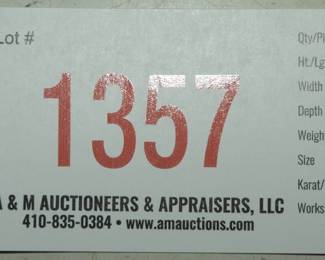 Lot #
1357
A & M AUCTIONEERS & APPRAISERS, LLC
410-835-0384 • www.amauctions.com
Qty/Pi
Ht./Lg
Width
Depth
Weigh
Size
Karat/
Works